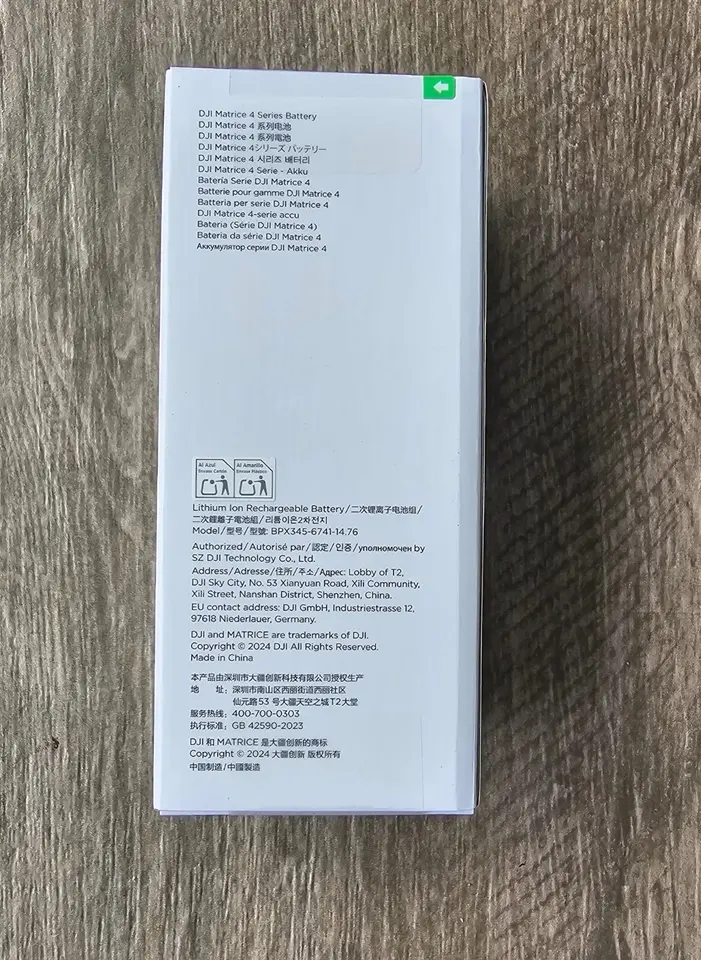 DJI Matrice 4 Series Battery
DJI Matrice 4 系列电池
DJI Matrice 4 系列電池
DJI Matrice 4シリーズ バッテリー
DJI Matrice 4 시리즈 배터리
DJI Matrice 4 Serie - Akku
Batería Serie DJI Matrice 4
Batterie pour gamme DJI Matrice 4
Batteria per serie DJI Matrice 4
DJI Matrice 4-serie accu
Bateria (Série DJI Matrice 4)
Bateria da série DJI Matrice 4
Аккумулятор серии DJI Matrice 4
Al Azul Al Amarillo
Envase Cartón Envase Plástico
Lithium Ion Rechargeable Battery/二次锂离子电池组/
二次鋰離子電池組/리튬이온2차전지
Model/型号/型號: BPX345-6741-14.76
Authorized/Autorisé par/認定/인증/уполномочен by
SZ DJI Technology Co., Ltd.
Address/Adresse/住所/주소/Адрес: Lobby of T2,
DJI Sky City, No. 53 Xianyuan Road, Xili Community,
Xili Street, Nanshan District, Shenzhen, China.
EU contact address: DJI GmbH, Industriestrasse 12,
97618 Niederlauer, Germany.
DJI and MATRICE are trademarks of DJI.
Copyright © 2024 DJI All Rights Reserved.
Made in China
本产品由深圳市大疆创新科技有限公司授权生产
地 址: 深圳市南山区西丽街道西丽社区
仙元路53号大疆天空之城T2大堂
服务热线: 400-700-0303
执行标准: GB 42590-2023
DJI 和 MATRICE 是大疆创新的商标
Copyright © 2024 大疆创新 版权所有
中国制造/中國製造